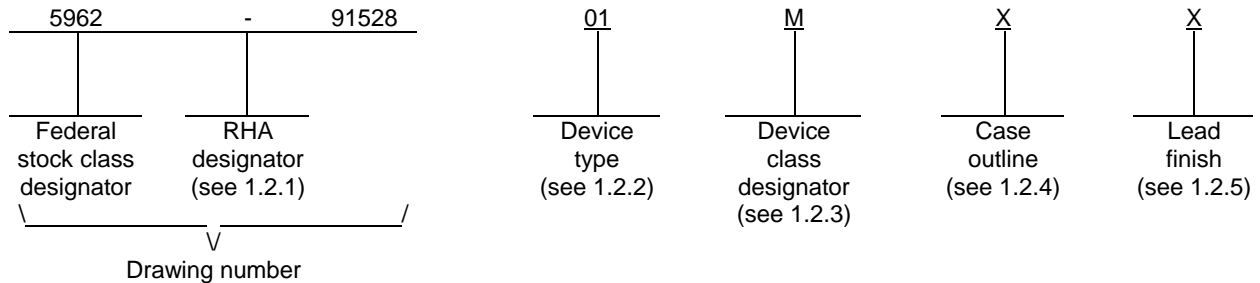 5962 - 91528 01 M X X
Federal stock class designator
RHA designator (see 1.2.1)
Device type (see 1.2.2)
Device class designator (see 1.2.3)
Case outline (see 1.2.4)
Lead finish (see 1.2.5)
\ /
\/
Drawing number